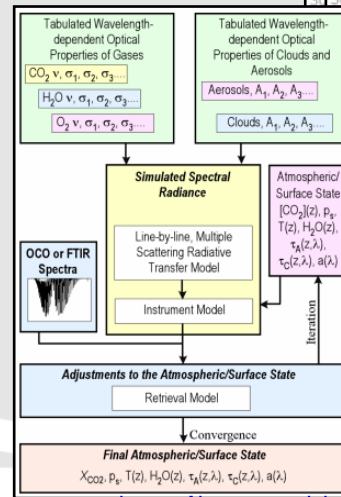 Tabulated Wavelength-
dependent Optical
Properties of Gases
CO₂ ν, σ₁, σ₂, σ₃....
H₂O ν, σ₁, σ₂, σ₃....
O₂ ν, σ₁, σ₂, σ₃....
Tabulated Wavelength-
dependent Optical
Properties of Clouds and
Aerosols
Aerosols, A₁, A₂, A₃....
Clouds, A₁, A₂, A₃....
Simulated Spectral
Radiance
Line-by-line, Multiple
Scattering Radiative
Transfer Model
Instrument Model
Atmospheric/
Surface State
[CO₂](z), pₛ,
T(z), H₂O(z),
τA(z,λ),
τC(z,λ), a(λ)
OCO or FTIR
Spectra
Iteration
Adjustments to the Atmospheric/Surface State
Retrieval Model
Convergence
Final Atmospheric/Surface State
XCO2, pₛ, T(z), H₂O(z), τA(z,λ), τC(z,λ), a(λ)